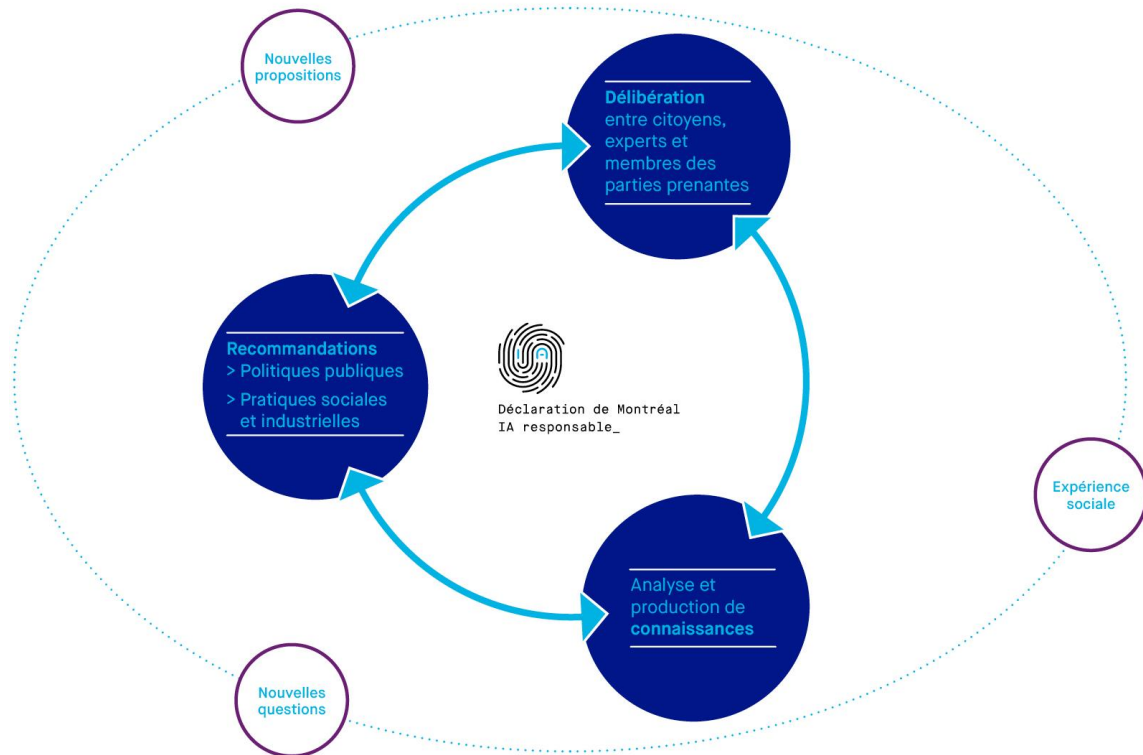 Nouvelles
propositions
Délibération
entre citoyens,
experts et
membres des
parties prenantes
Recommandations
> Politiques publiques
> Pratiques sociales
et industrielles
Déclaration de Montréal
IA responsable_
Expérience
sociale
Analyse et
production de
connaissances
Nouvelles
questions